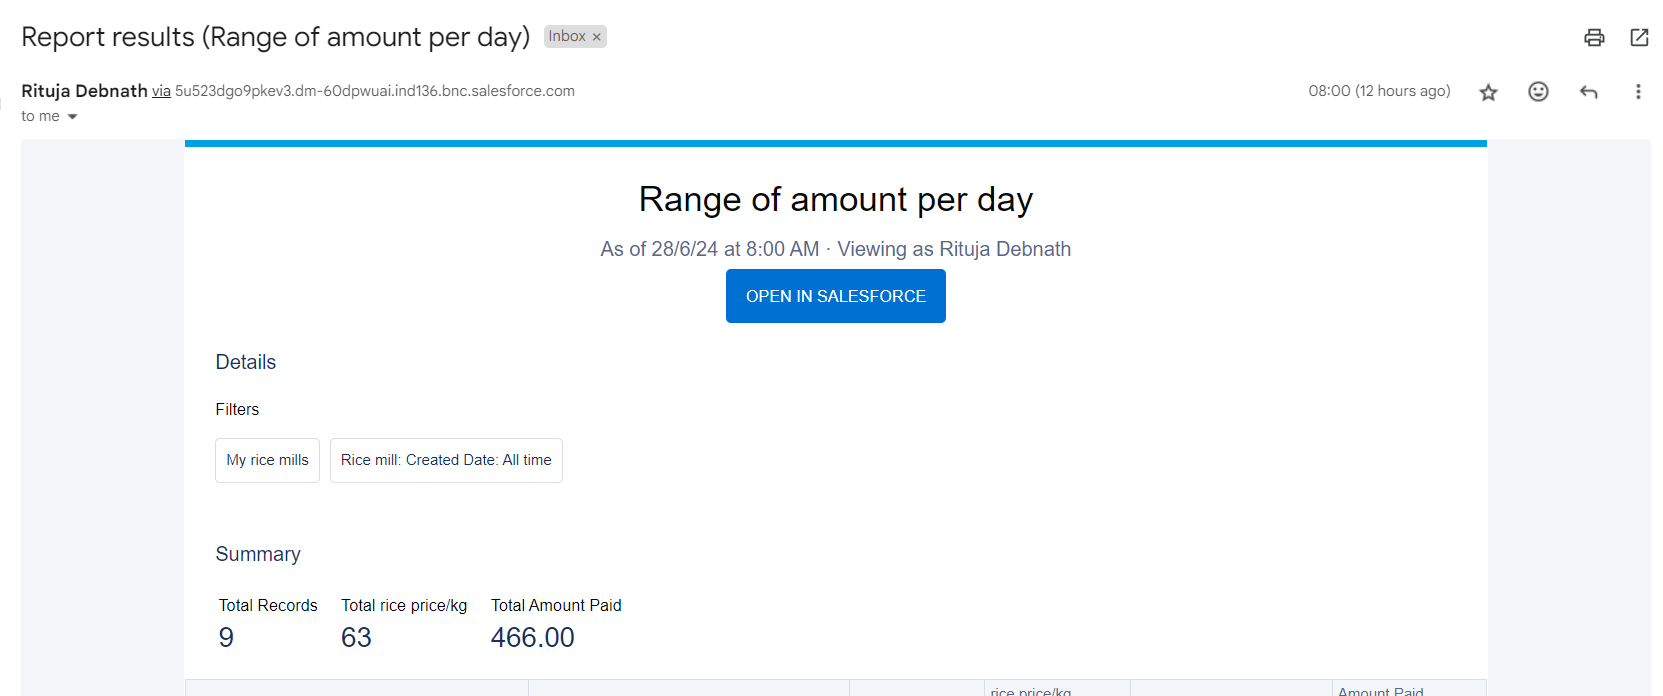 Report results (Range of amount per day) Inbox ×
Rituja Debnath via 5u523dgo9pkev3.dm-60dpwuai.ind136.bnc.salesforce.com 08:00 (12 hours ago)
to me
Range of amount per day
As of 28/6/24 at 8:00 AM · Viewing as Rituja Debnath
OPEN IN SALESFORCE
Details
Filters
My rice mills Rice mill: Created Date: All time
Summary
Total Records Total rice price/kg Total Amount Paid
9 63 466.00
rice price/kg Amount Paid